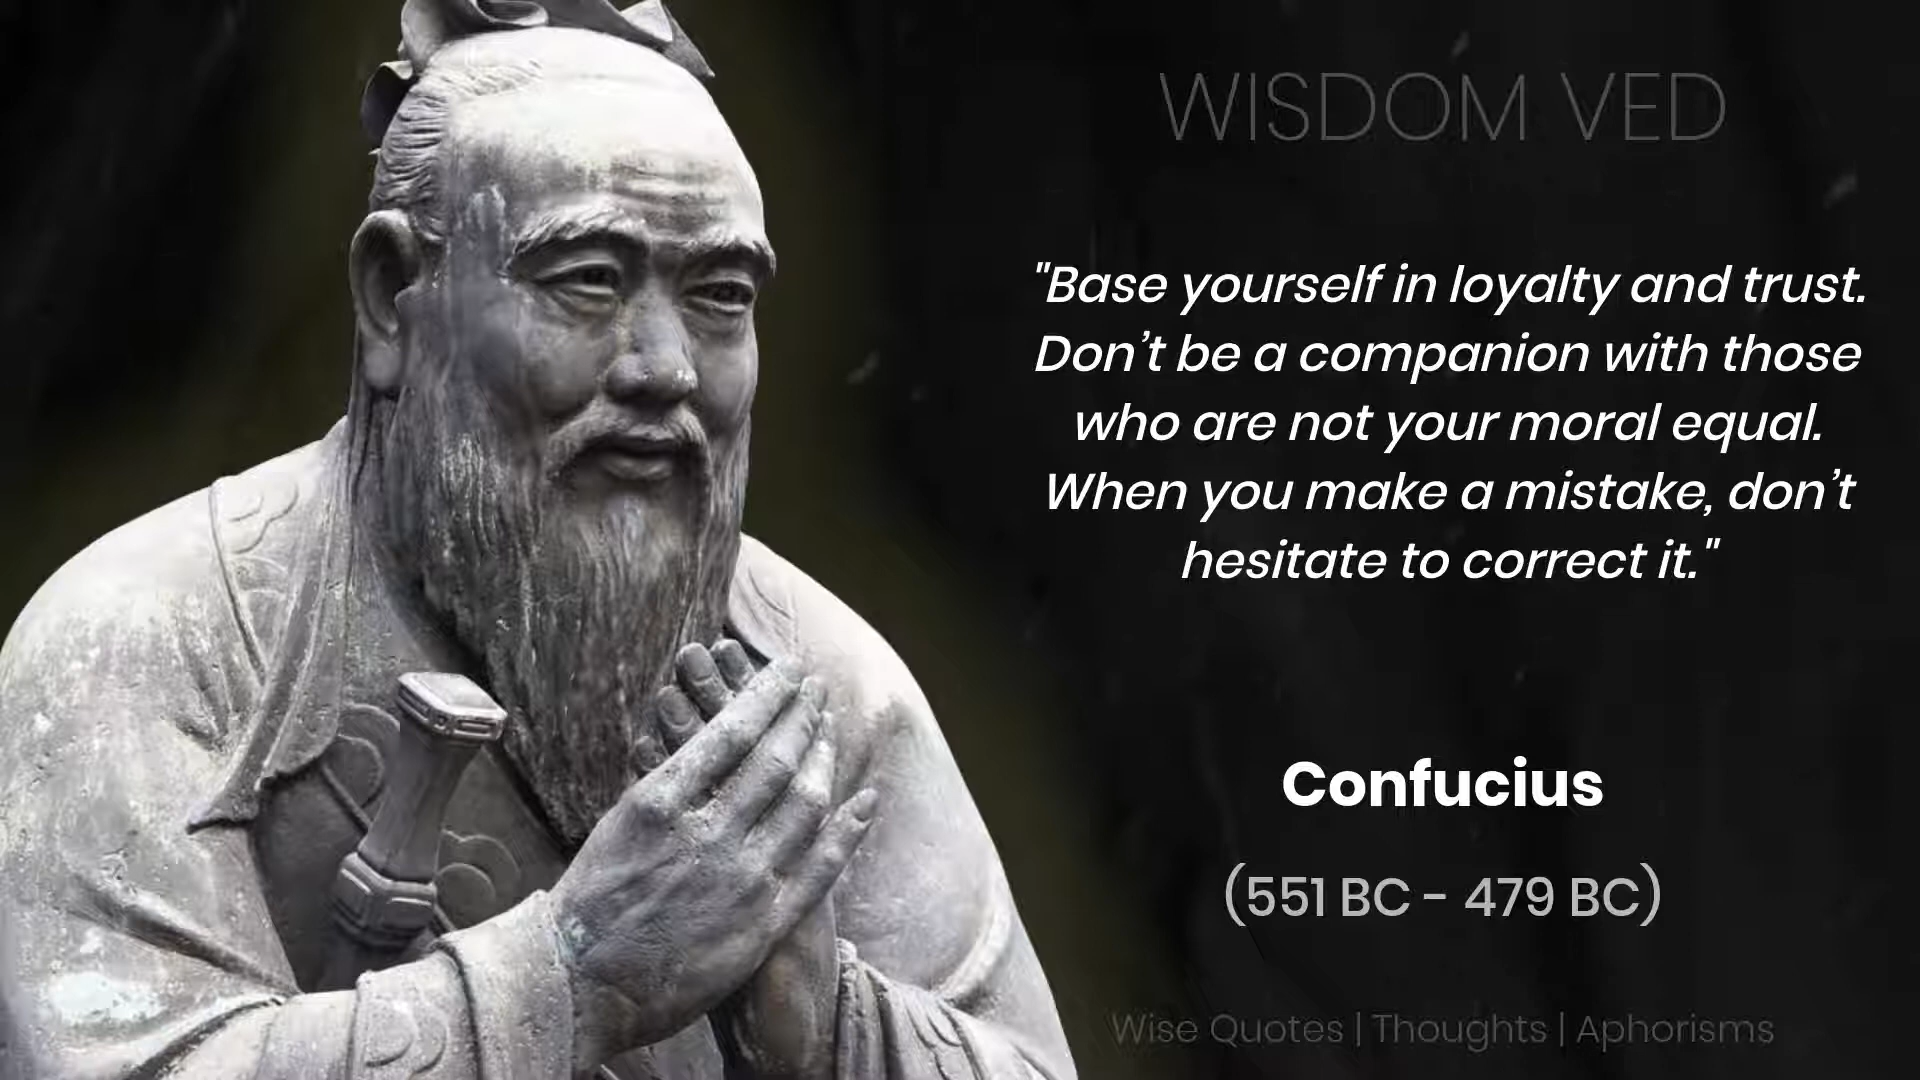 WISDOM VED
"Base yourself in loyalty and trust.
Don’t be a companion with those
who are not your moral equal.
When you make a mistake, don’t
hesitate to correct it."
Confucius
(551 BC - 479 BC)
Wise Quotes | Thoughts | Aphorisms